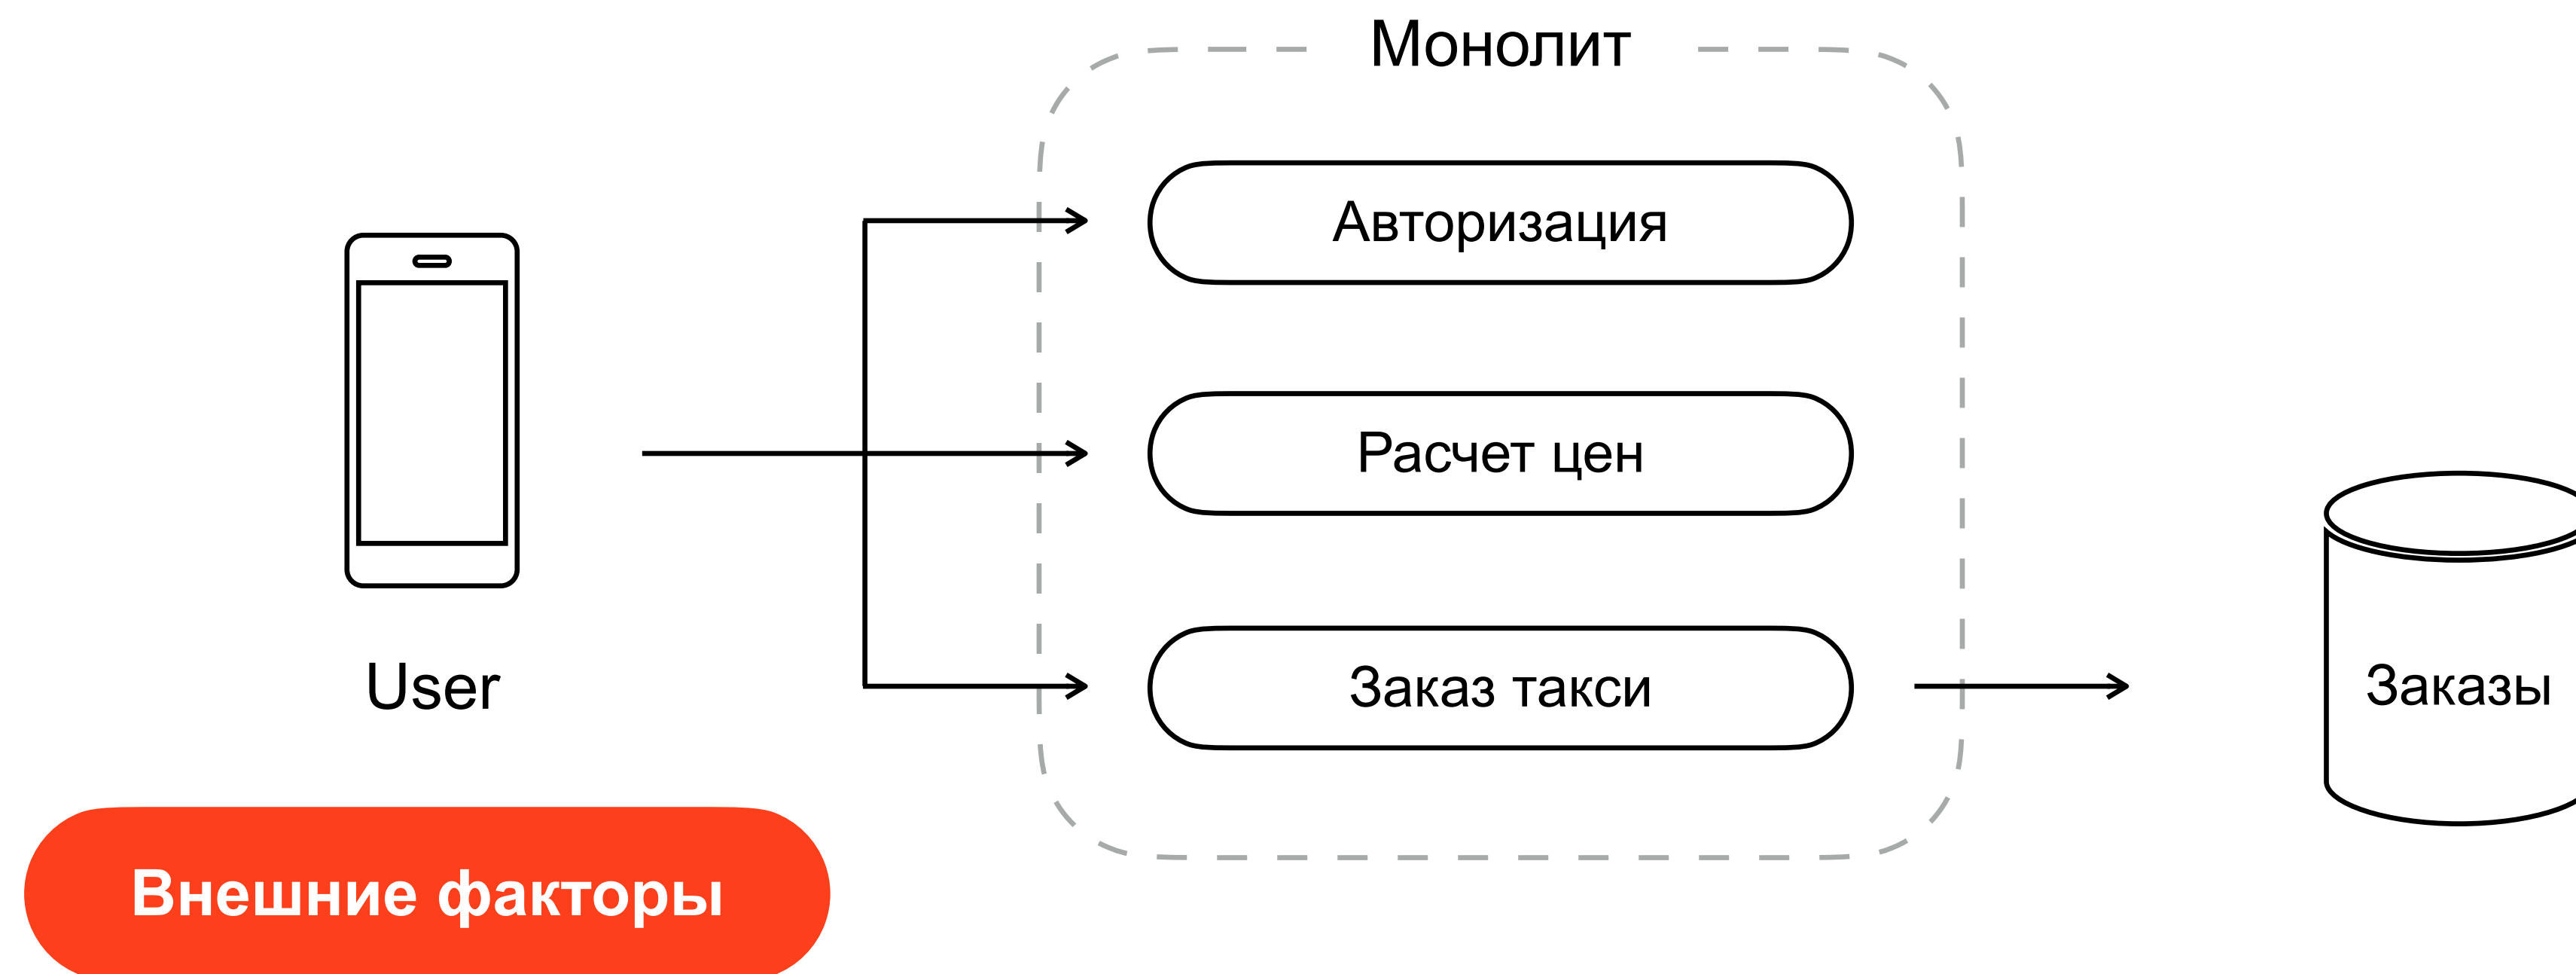 Монолит
Авторизация
Расчет цен
Заказ такси
User
Заказы
Внешние факторы